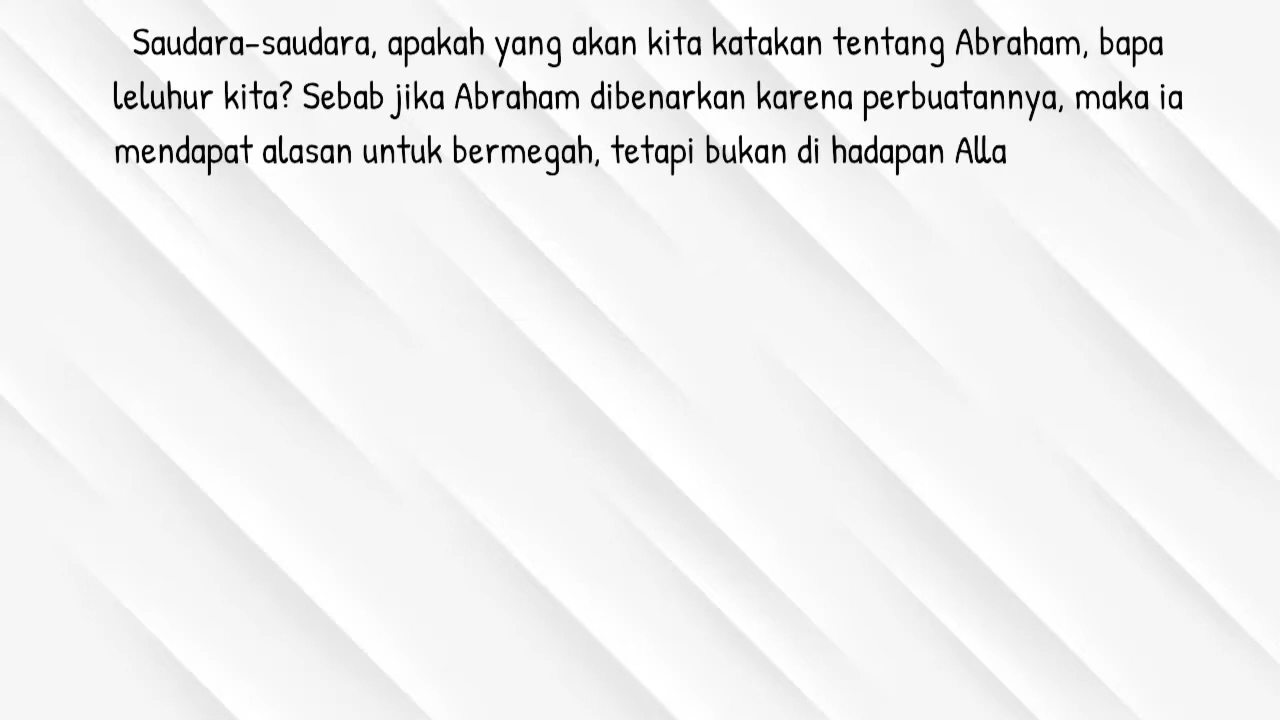 Saudara-saudara, apakah yang akan kita katakan tentang Abraham, bapa
leluhur kita? Sebab jika Abraham dibenarkan karena perbuatannya, maka ia
mendapat alasan untuk bermegah, tetapi bukan di hadapan Alla